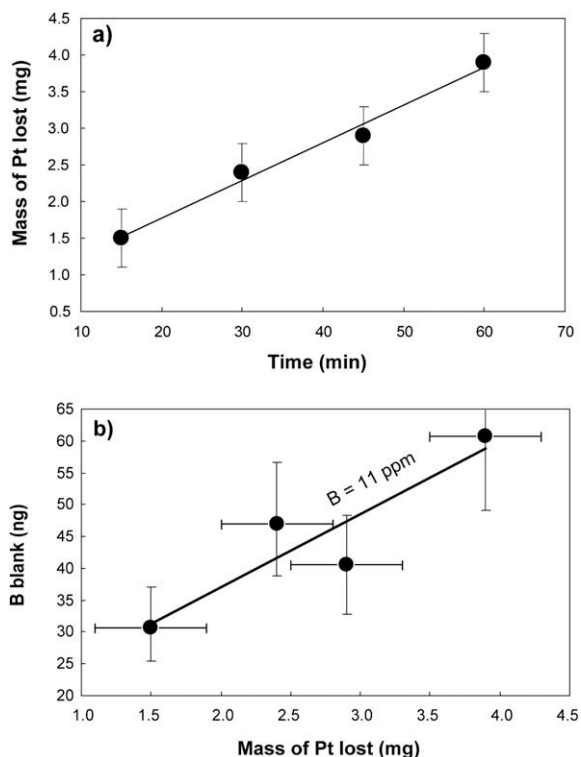 a)
Mass of Pt lost (mg)
4.5
4.0
3.5
3.0
2.5
2.0
1.5
1.0
0.5
10 20 30 40 50 60 70
Time (min)
b)
B blank (ng)
65
60
55
50
45
40
35
30
25
20
B = 11 ppm
1.0 1.5 2.0 2.5 3.0 3.5 4.0 4.5
Mass of Pt lost (mg)